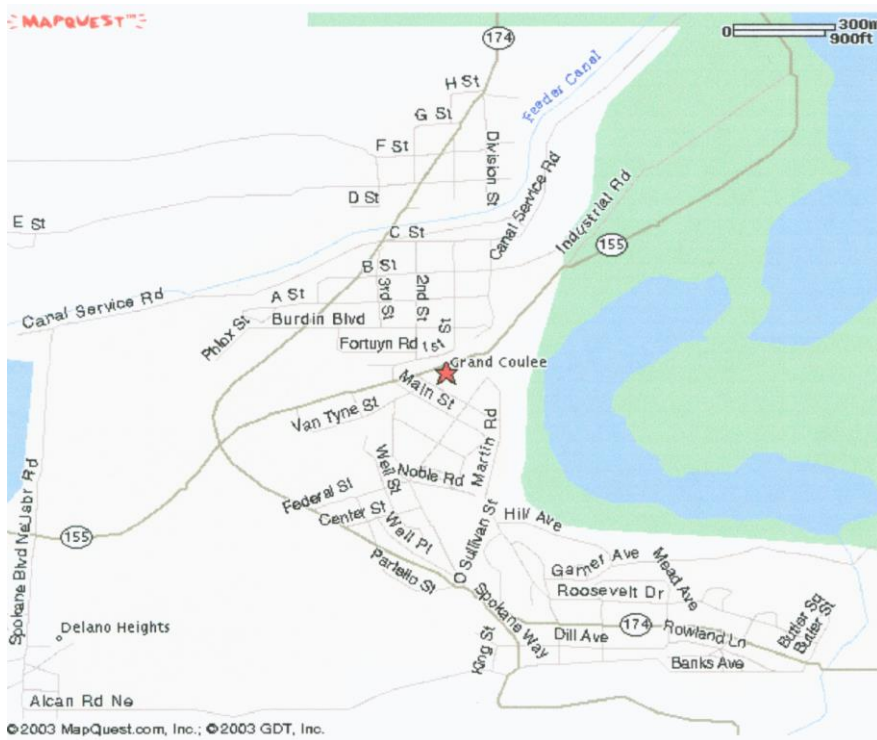 MAPQUEST™
0 300m
900ft
174
H St
Feeder Canal
G St
F St
Division St
D St
E St
Canal Service Rd
Industrial Rd
155
C St
B St
A St
3rd St
2nd St
Canal Service Rd
Burdin Blvd
Phlox St
Fortuyn Rd
1st St
Grand Coulee
Main St
Van Tyne St
Martin Rd
Well St
Noble Rd
Spokane Blvd Ne
Jabr Rd
Federal St
Center St
Well Pl
Sullivan St
Hill Ave
155
Partello St
Garner Ave
Mead Ave
Roosevelt Dr
Spokane Way
Delano Heights
King St
Dill Ave
174
Rowland Ln
Butler Sq
Butler St
Banks Ave
Alcan Rd Ne
©2003 MapQuest.com, Inc.; ©2003 GDT, Inc.